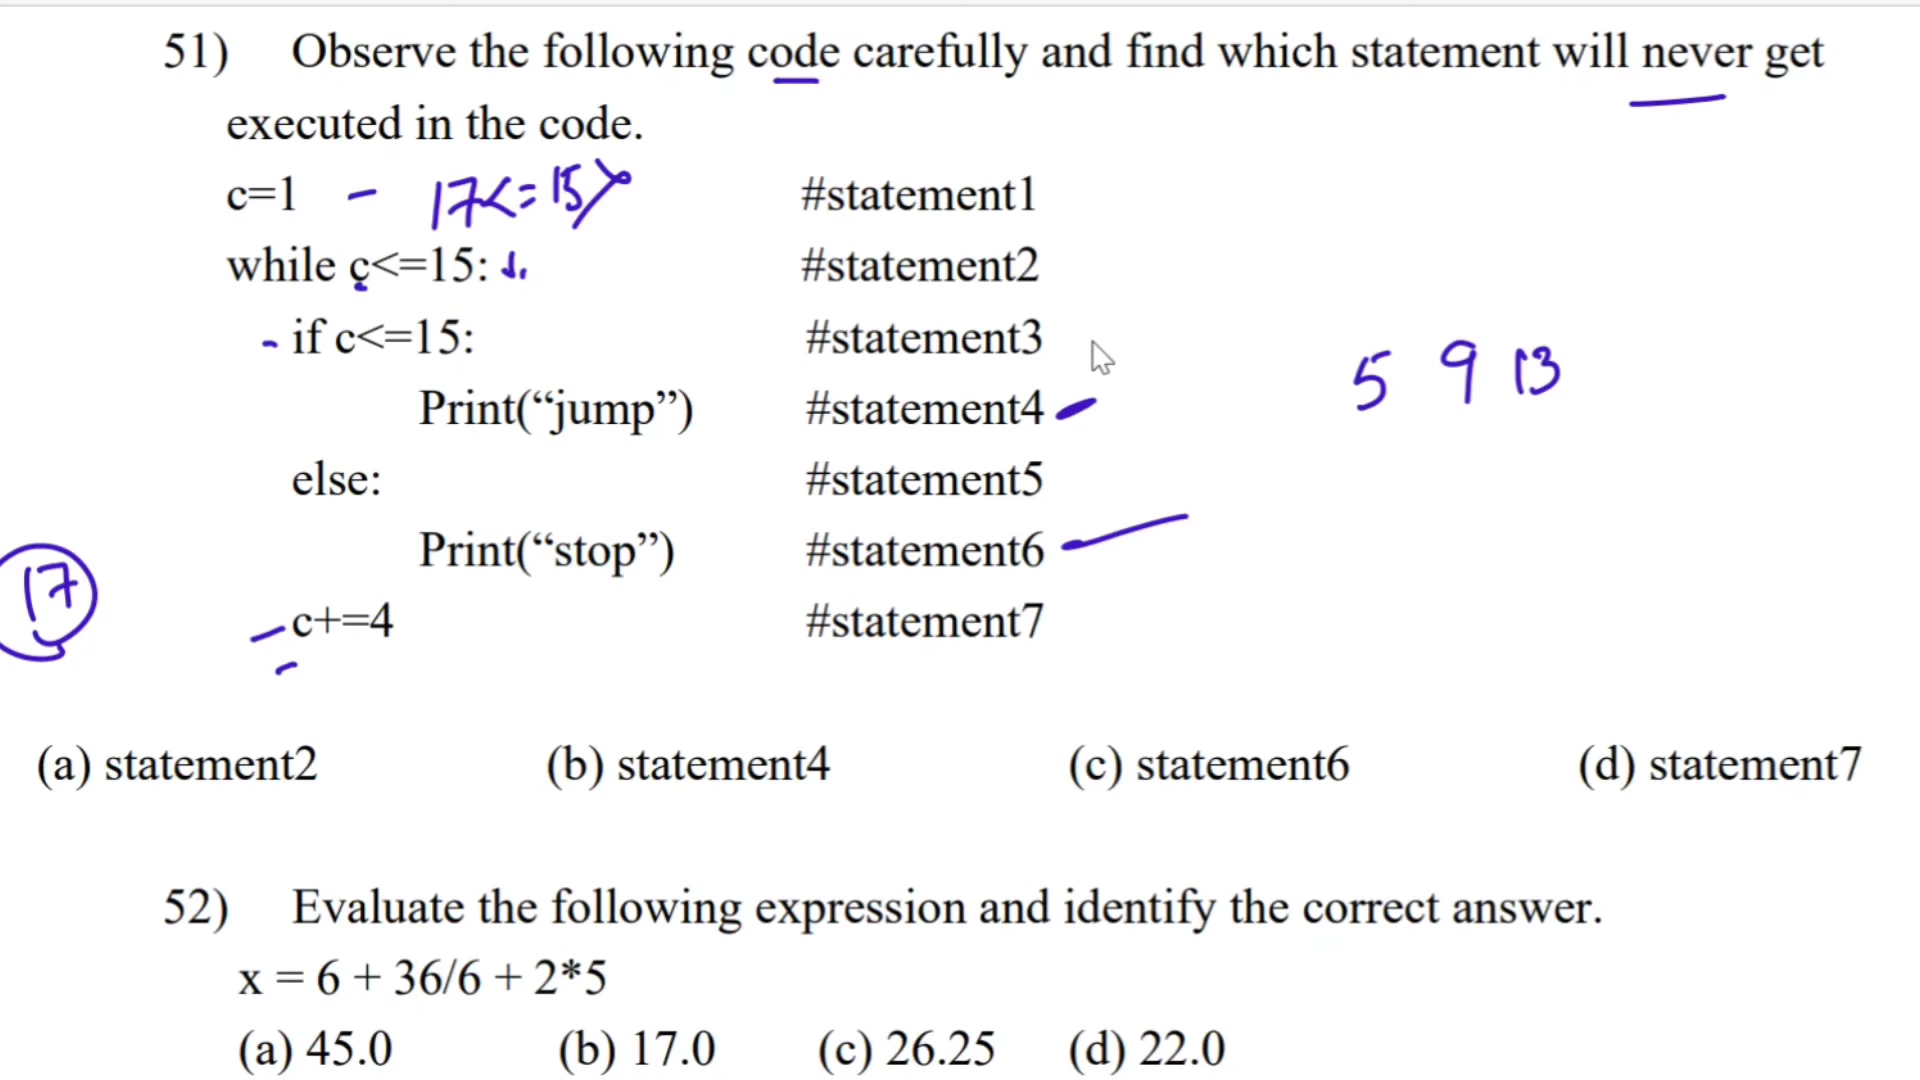 51) Observe the following code carefully and find which statement will never get
executed in the code.
c=1 - 17<=15 #statement1
while c<=15: #statement2
- if c<=15: #statement3
5 9 13
Print(“jump”) #statement4
else: #statement5
Print(“stop”) #statement6
17
c+=4 #statement7
(a) statement2 (b) statement4 (c) statement6 (d) statement7
52) Evaluate the following expression and identify the correct answer.
x = 6 + 36/6 + 2*5
(a) 45.0 (b) 17.0 (c) 26.25 (d) 22.0